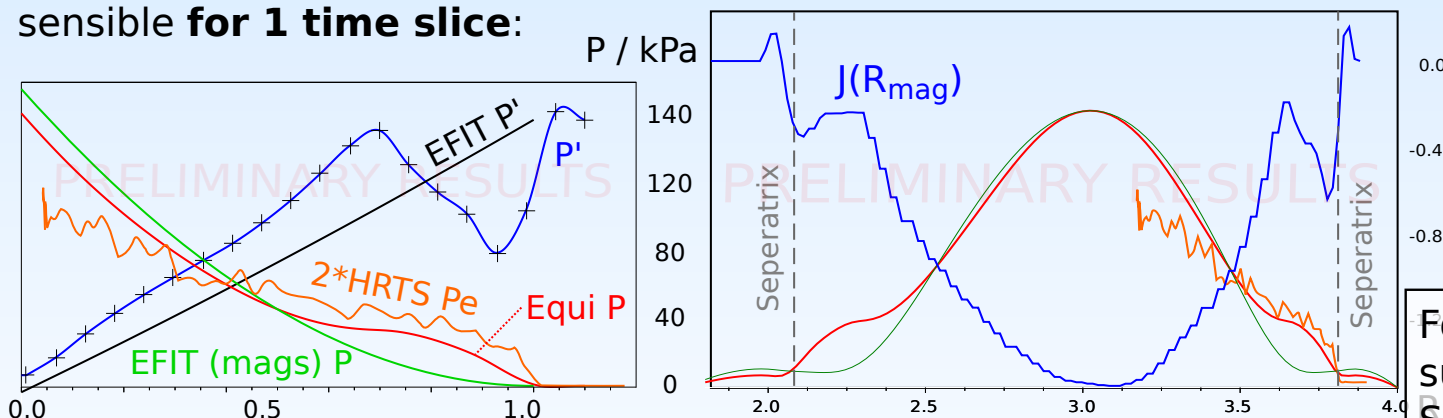 sensible for 1 time slice:
P / kPa
140
120
80
40
0
PRELIMINARY RESULTS
EFIT P'
P'
2*HRTS Pe
Equi P
EFIT (mags) P
0.0
0.5
1.0
J(Rmag)
PRELIMINARY RESULTS
Seperatrix
Seperatrix
2.0
2.5
3.0
3.5
4.0
0.0
-0.4
-0.8